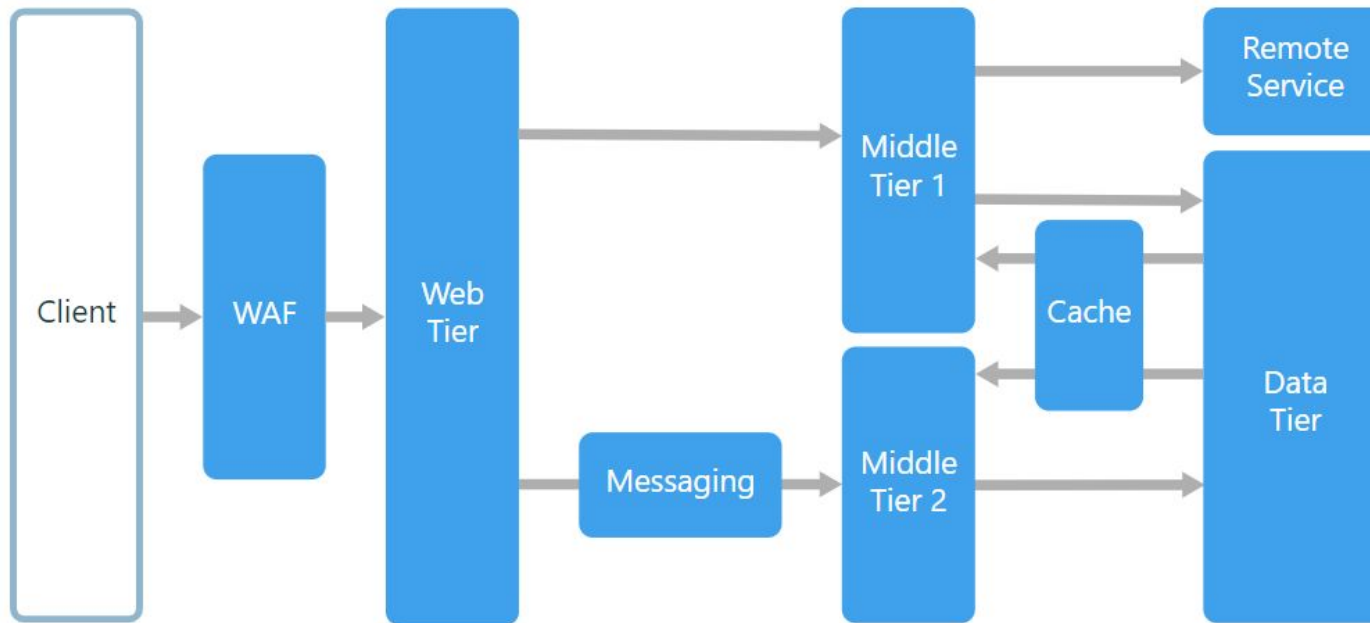 Client
WAF
Web
Tier
Messaging
Middle
Tier 1
Middle
Tier 2
Cache
Remote
Service
Data
Tier